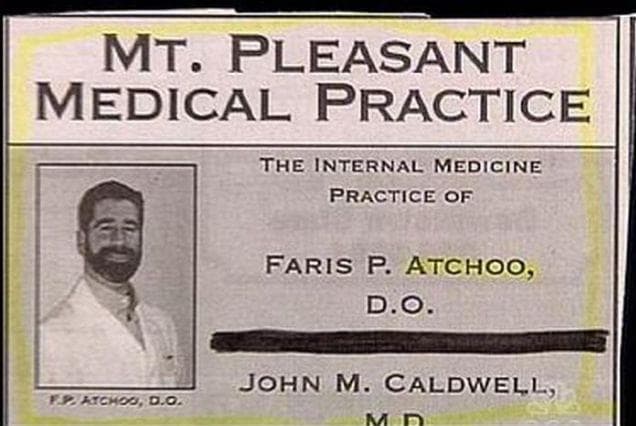 MT. PLEASANT
MEDICAL PRACTICE
THE INTERNAL MEDICINE
PRACTICE OF
FARIS P. ATCHOO,
D.O.
F.P. ATCHOO, D.O.
JOHN M. CALDWELL,
M.D.